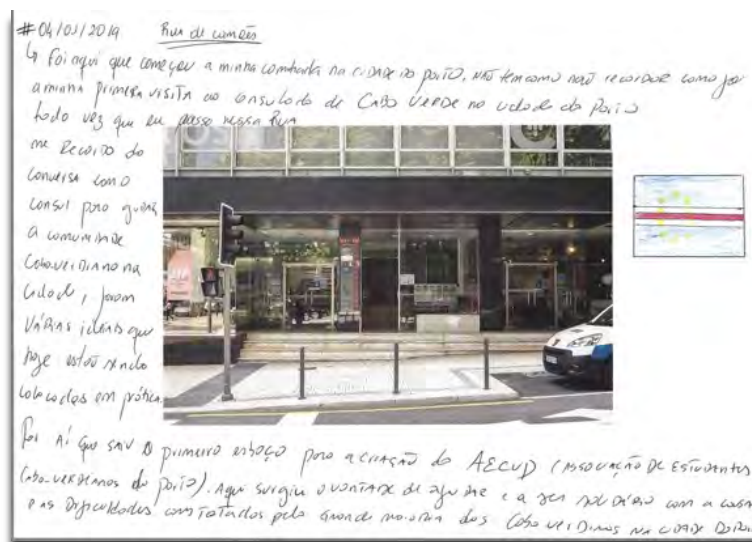 #04/01/2019 Rua de camões
↳ Foi aqui que começou a minha caminhada na cidade do porto, não tem como não recordar como foi
a minha primeira visita ao consulado de CABO VERDE na cidade do Porto
toda vez que eu passo nessa Rua
me Recordo da
conversa com o
consul para ajudar
a comunidade
caboverdianna na
cidade, foram
várias ideias que
hoje estão sendo
colocadas em prática.
foi Aí que saiu o primeiro esboço para a criação da AECVP (Associação de Estudantes
Cabo-verdeanos do porto). Aqui surgiu a vontade de ajudar e a ser solidário com a
e as Dificuldades constatadas pela grande maioria dos Cabo verdianos na cidade do Porto